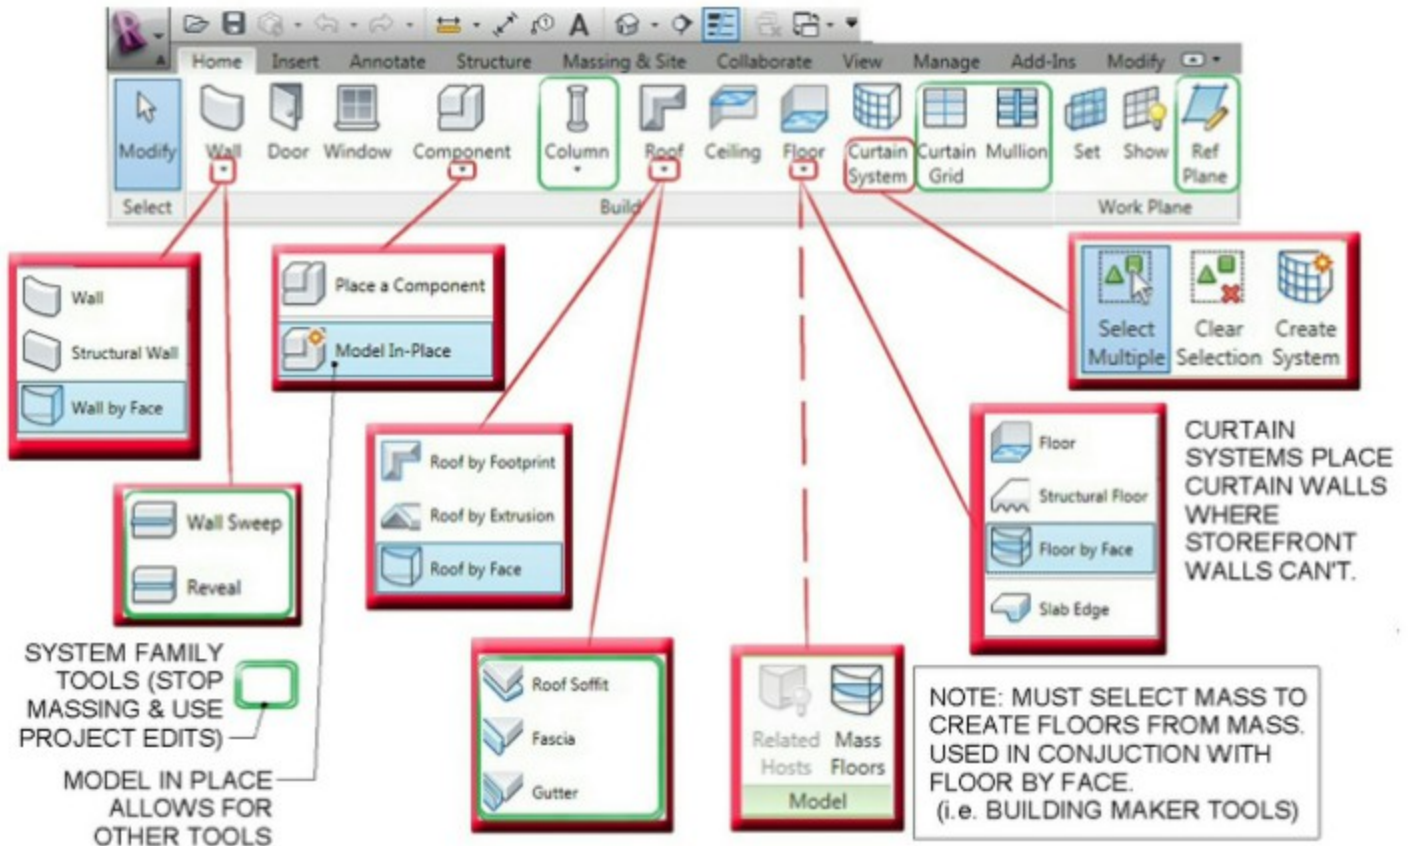 Home Insert Annotate Structure Massing & Site Collaborate View Manage Add-Ins Modify
Modify Wall Door Window Component Column Roof Ceiling Floor Curtain System Curtain Grid Mullion Set Show Ref Plane
Select Build Work Plane
Wall
Structural Wall
Wall by Face
Place a Component
Model In-Place
Select Multiple
Clear Selection
Create System
Roof by Footprint
Roof by Extrusion
Roof by Face
Floor
Structural Floor
Floor by Face
Slab Edge
CURTAIN
SYSTEMS PLACE
CURTAIN WALLS
WHERE
STOREFRONT
WALLS CAN'T.
Wall Sweep
Reveal
SYSTEM FAMILY
TOOLS (STOP
MASSING & USE
PROJECT EDITS)
MODEL IN PLACE
ALLOWS FOR
OTHER TOOLS
Roof Soffit
Fascia
Gutter
Related Hosts
Mass Floors
Model
NOTE: MUST SELECT MASS TO
CREATE FLOORS FROM MASS.
USED IN CONJUCTION WITH
FLOOR BY FACE.
(i.e. BUILDING MAKER TOOLS)